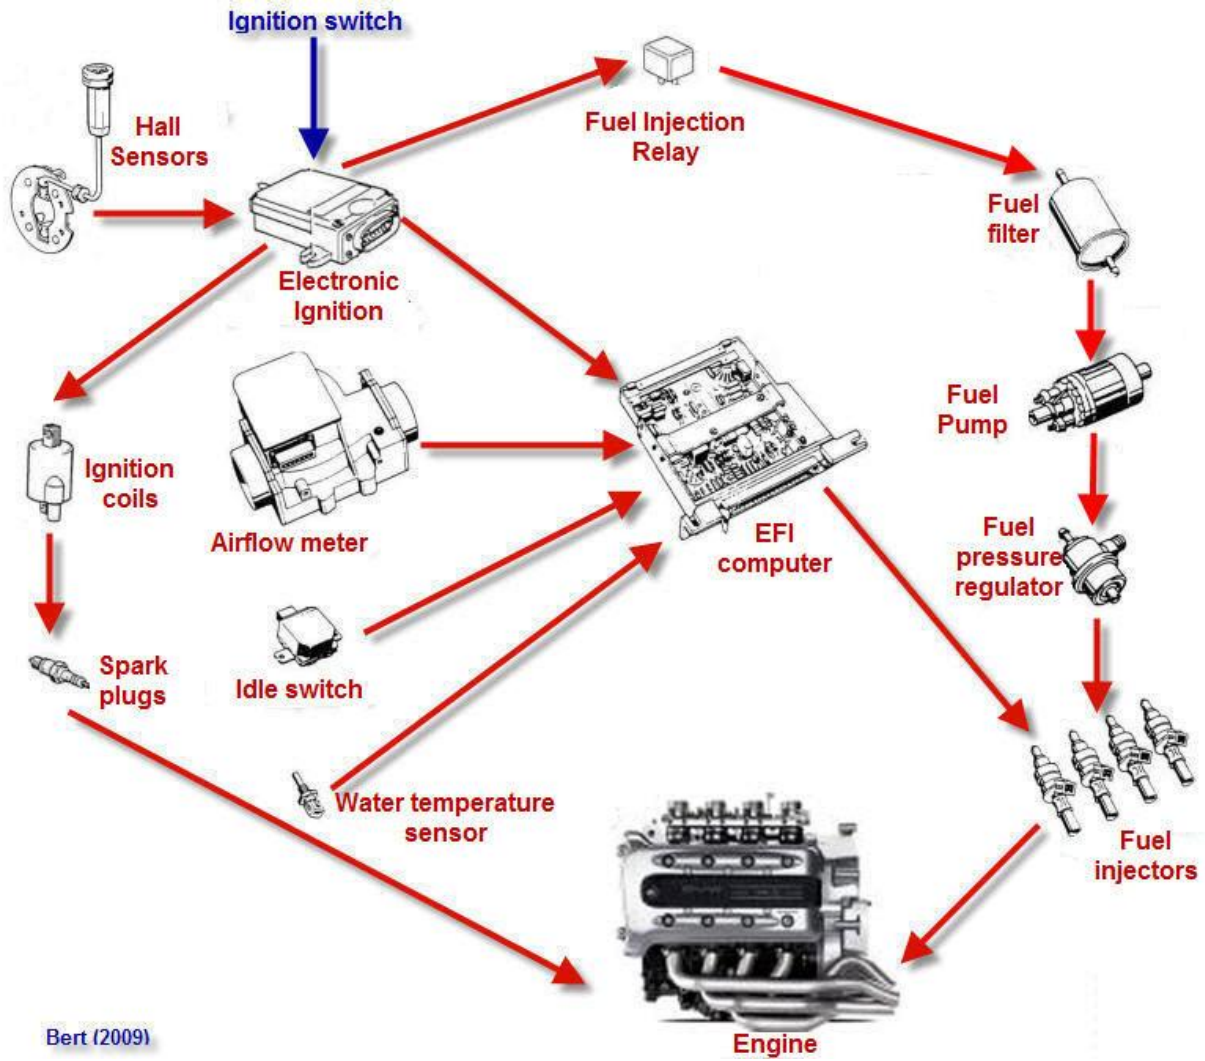 Ignition switch
Hall
Sensors
Fuel Injection
Relay
Fuel
filter
Electronic
Ignition
Fuel
Pump
Ignition
coils
Airflow meter
EFI
computer
Fuel
pressure
regulator
Spark
plugs
Idle switch
Water temperature
sensor
Fuel
injectors
Engine
Bert (2009)